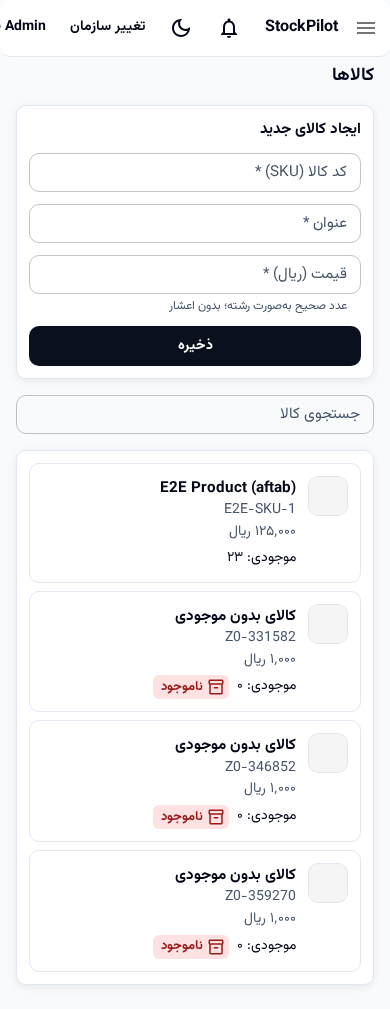 StockPilot
تغییر سازمان
Admin
کالاها
ایجاد کالای جدید
کد کالا (SKU) *
عنوان *
قیمت (ریال) *
عدد صحیح به‌صورت رشته؛ بدون اعشار
ذخیره
جستجوی کالا
E2E Product (aftab)
E2E-SKU-1
۱۲۵,۰۰۰ ریال
موجودی: ۲۳
کالای بدون موجودی
Z0-331582
۱,۰۰۰ ریال
موجودی: ۰ ناموجود
کالای بدون موجودی
Z0-346852
۱,۰۰۰ ریال
موجودی: ۰ ناموجود
کالای بدون موجودی
Z0-359270
۱,۰۰۰ ریال
موجودی: ۰ ناموجود